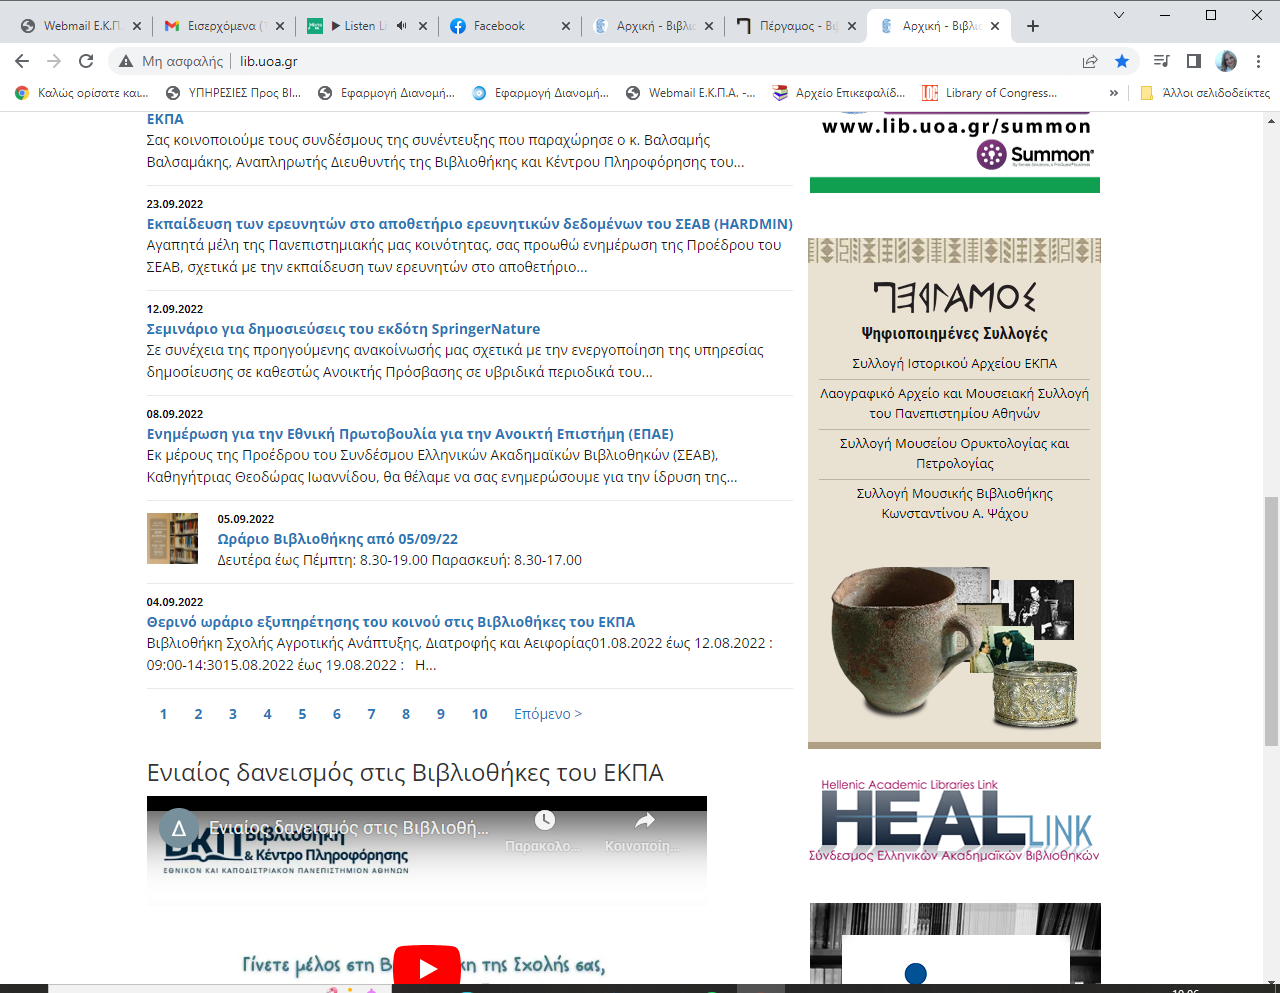 Webmail Ε.Κ.Π.
Εισερχόμενα (
Listen Li
Facebook
Αρχική - Βιβλιο
Πέργαμος - Βι
Αρχική - Βιβλιο
Μη ασφαλής
lib.uoa.gr
Καλώς ορίσατε και...
ΥΠΗΡΕΣΙΕΣ Προς ΒΙ...
Εφαρμογή Διανομή...
Εφαρμογή Διανομή...
Webmail Ε.Κ.Π.Α. -...
Αρχείο Επικεφαλίδ...
Library of Congress...
»
Άλλοι σελιδοδείκτες
ΕΚΠΑ
Σας κοινοποιούμε τους συνδέσμους της συνέντευξης που παραχώρησε ο κ. Βαλσαμής
Βαλσαμάκης, Αναπληρωτής Διευθυντής της Βιβλιοθήκης και Κέντρου Πληροφόρησης του...
23.09.2022
Εκπαίδευση των ερευνητών στο αποθετήριο ερευνητικών δεδομένων του ΣΕΑΒ (HARDMIN)
Αγαπητά μέλη της Πανεπιστημιακής μας κοινότητας, σας προωθώ ενημέρωση της Προέδρου του
ΣΕΑΒ, σχετικά με την εκπαίδευση των ερευνητών στο αποθετήριο...
12.09.2022
Σεμινάριο για δημοσιεύσεις του εκδότη SpringerNature
Σε συνέχεια της προηγούμενης ανακοίνωσής μας σχετικά με την ενεργοποίηση της υπηρεσίας
δημοσίευσης σε καθεστώς Ανοικτής Πρόσβασης σε υβριδικά περιοδικά του...
08.09.2022
Ενημέρωση για την Εθνική Πρωτοβουλία για την Ανοικτή Επιστήμη (ΕΠΑΕ)
Εκ μέρους της Προέδρου του Συνδέσμου Ελληνικών Ακαδημαϊκών Βιβλιοθηκών (ΣΕΑΒ),
Καθηγήτριας Θεοδώρας Ιωαννίδου, θα θέλαμε να σας ενημερώσουμε για την ίδρυση της...
05.09.2022
Ωράριο Βιβλιοθήκης από 05/09/22
Δευτέρα έως Πέμπτη: 8.30-19.00 Παρασκευή: 8.30-17.00
04.09.2022
Θερινό ωράριο εξυπηρέτησης του κοινού στις Βιβλιοθήκες του ΕΚΠΑ
Βιβλιοθήκη Σχολής Αγροτικής Ανάπτυξης, Διατροφής και Αειφορίας01.08.2022 έως 12.08.2022 :
09:00-14:3015.08.2022 έως 19.08.2022 : Η...
1 2 3 4 5 6 7 8 9 10 Επόμενο >
Ενιαίος δανεισμός στις Βιβλιοθήκες του ΕΚΠΑ
Δ
Ενιαίος δανεισμός στις Βιβλιοθή...
Παρακολο...
Κοινοποίη...
ΒΚΠ Βιβλιοθήκη
& Κέντρο Πληροφόρησης
ΕΘΝΙΚΟΝ ΚΑΙ ΚΑΠΟΔΙΣΤΡΙΑΚΟΝ ΠΑΝΕΠΙΣΤΗΜΙΟΝ ΑΘΗΝΩΝ
Γίνετε μέλος στη της Σχολής σας,
www.lib.uoa.gr/summon
Summon
ΠΕΡΓΑΜΟΣ
Ψηφιοποιημένες Συλλογές
Συλλογή Ιστορικού Αρχείου ΕΚΠΑ
Λαογραφικό Αρχείο και Μουσειακή Συλλογή
του Πανεπιστημίου Αθηνών
Συλλογή Μουσείου Ορυκτολογίας και
Πετρολογίας
Συλλογή Μουσικής Βιβλιοθήκης
Κωνσταντίνου Α. Ψάχου
Hellenic Academic Libraries Link
HEAL LINK
Σύνδεσμος Ελληνικών Ακαδημαϊκών Βιβλιοθηκών